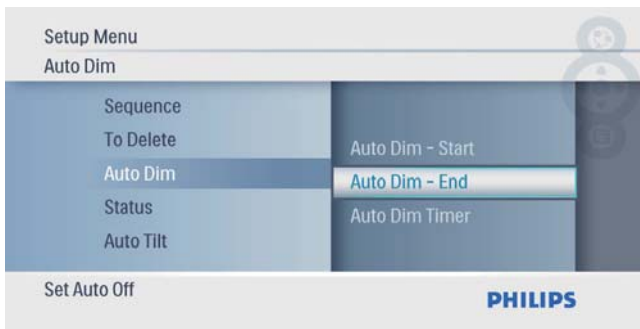 Setup Menu
Auto Dim
Sequence
To Delete
Auto Dim
Status
Auto Tilt
Auto Dim - Start
Auto Dim - End
Auto Dim Timer
Set Auto Off
PHILIPS